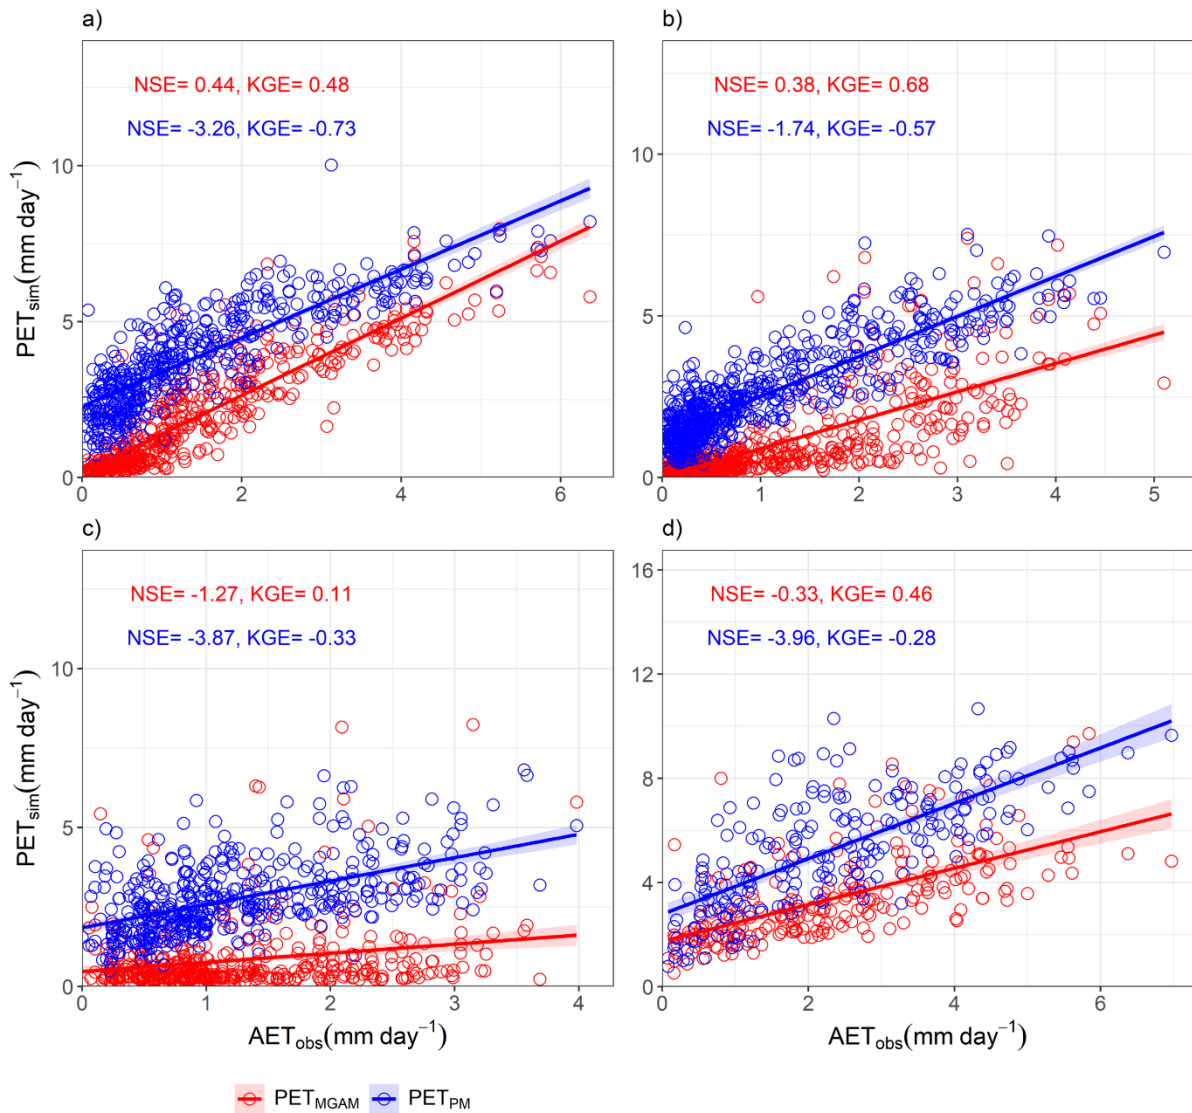 a)
NSE= 0.44, KGE= 0.48
NSE= -3.26, KGE= -0.73
10
5
0
0 2 4 6
PETsim(mm day−1)
b)
NSE= 0.38, KGE= 0.68
NSE= -1.74, KGE= -0.57
10
5
0
0 1 2 3 4 5
c)
NSE= -1.27, KGE= 0.11
NSE= -3.87, KGE= -0.33
10
5
0
0 1 2 3 4
PETsim(mm day−1)
AETobs(mm day−1)
d)
NSE= -0.33, KGE= 0.46
NSE= -3.96, KGE= -0.28
16
12
8
4
0
0 2 4 6
AETobs(mm day−1)
PETMGAM PETPM